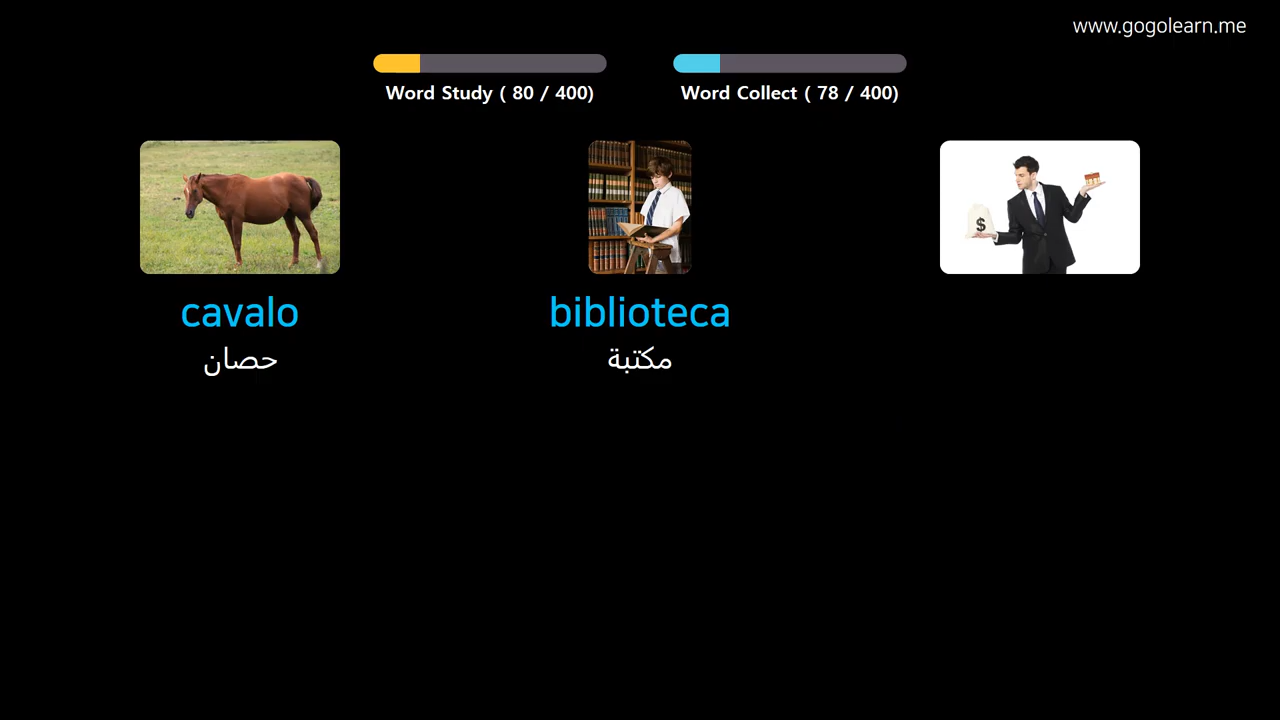 www.gogolearn.me
Word Study ( 80 / 400)
Word Collect ( 78 / 400)
$
cavalo
حصان
biblioteca
مكتبة